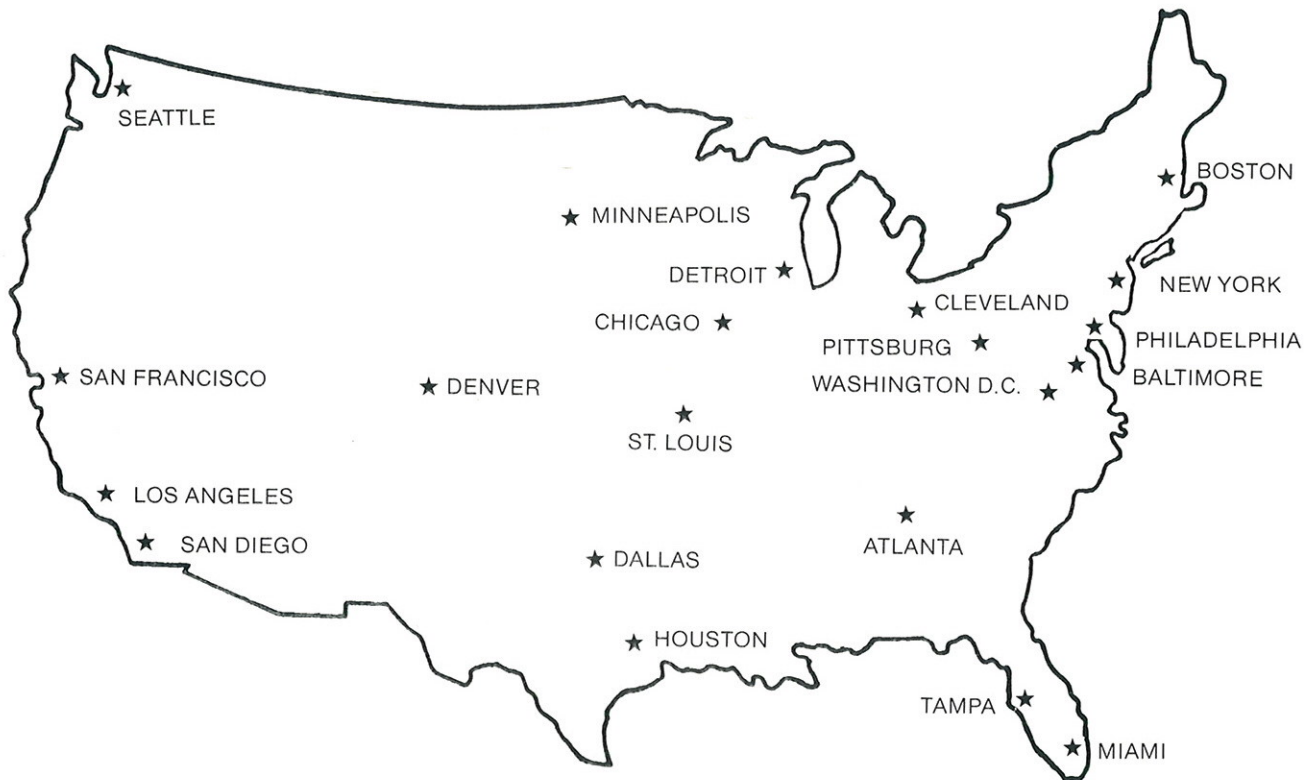 SEATTLE
BOSTON
MINNEAPOLIS
DETROIT
NEW YORK
CLEVELAND
CHICAGO
PHILADELPHIA
PITTSBURG
SAN FRANCISCO
DENVER
WASHINGTON D.C.
BALTIMORE
ST. LOUIS
LOS ANGELES
SAN DIEGO
ATLANTA
DALLAS
HOUSTON
TAMPA
MIAMI